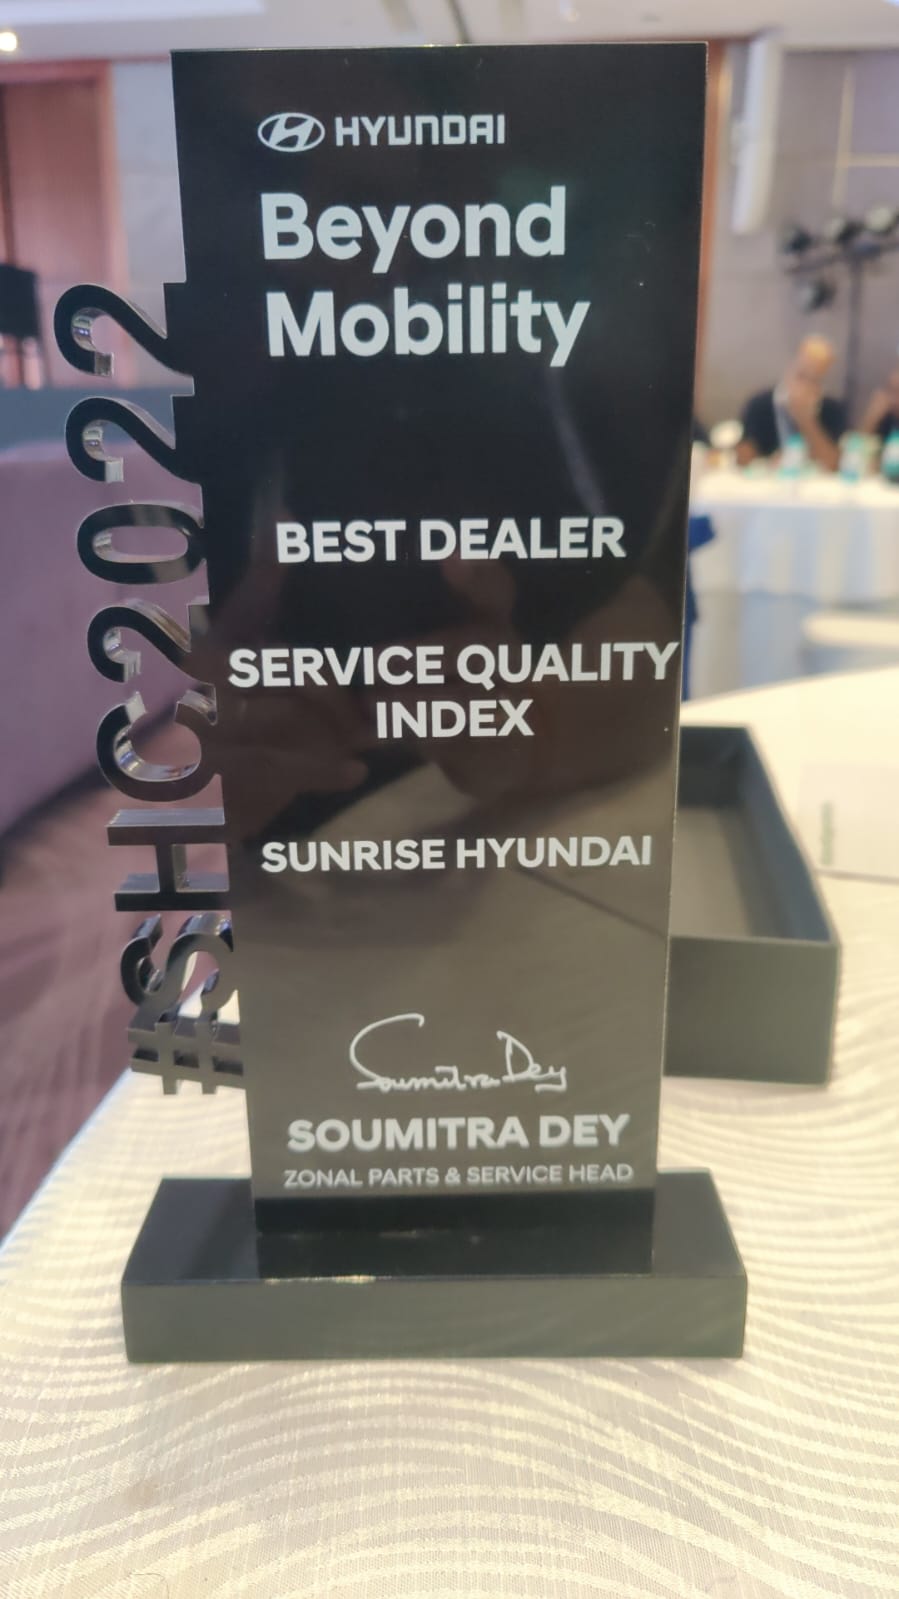 HYUNDAI
Beyond
Mobility
BEST DEALER
SERVICE QUALITY
INDEX
SUNRISE HYUNDAI
Soumitra Dey
SOUMITRA DEY
ZONAL PARTS & SERVICE HEAD
#SHC2022